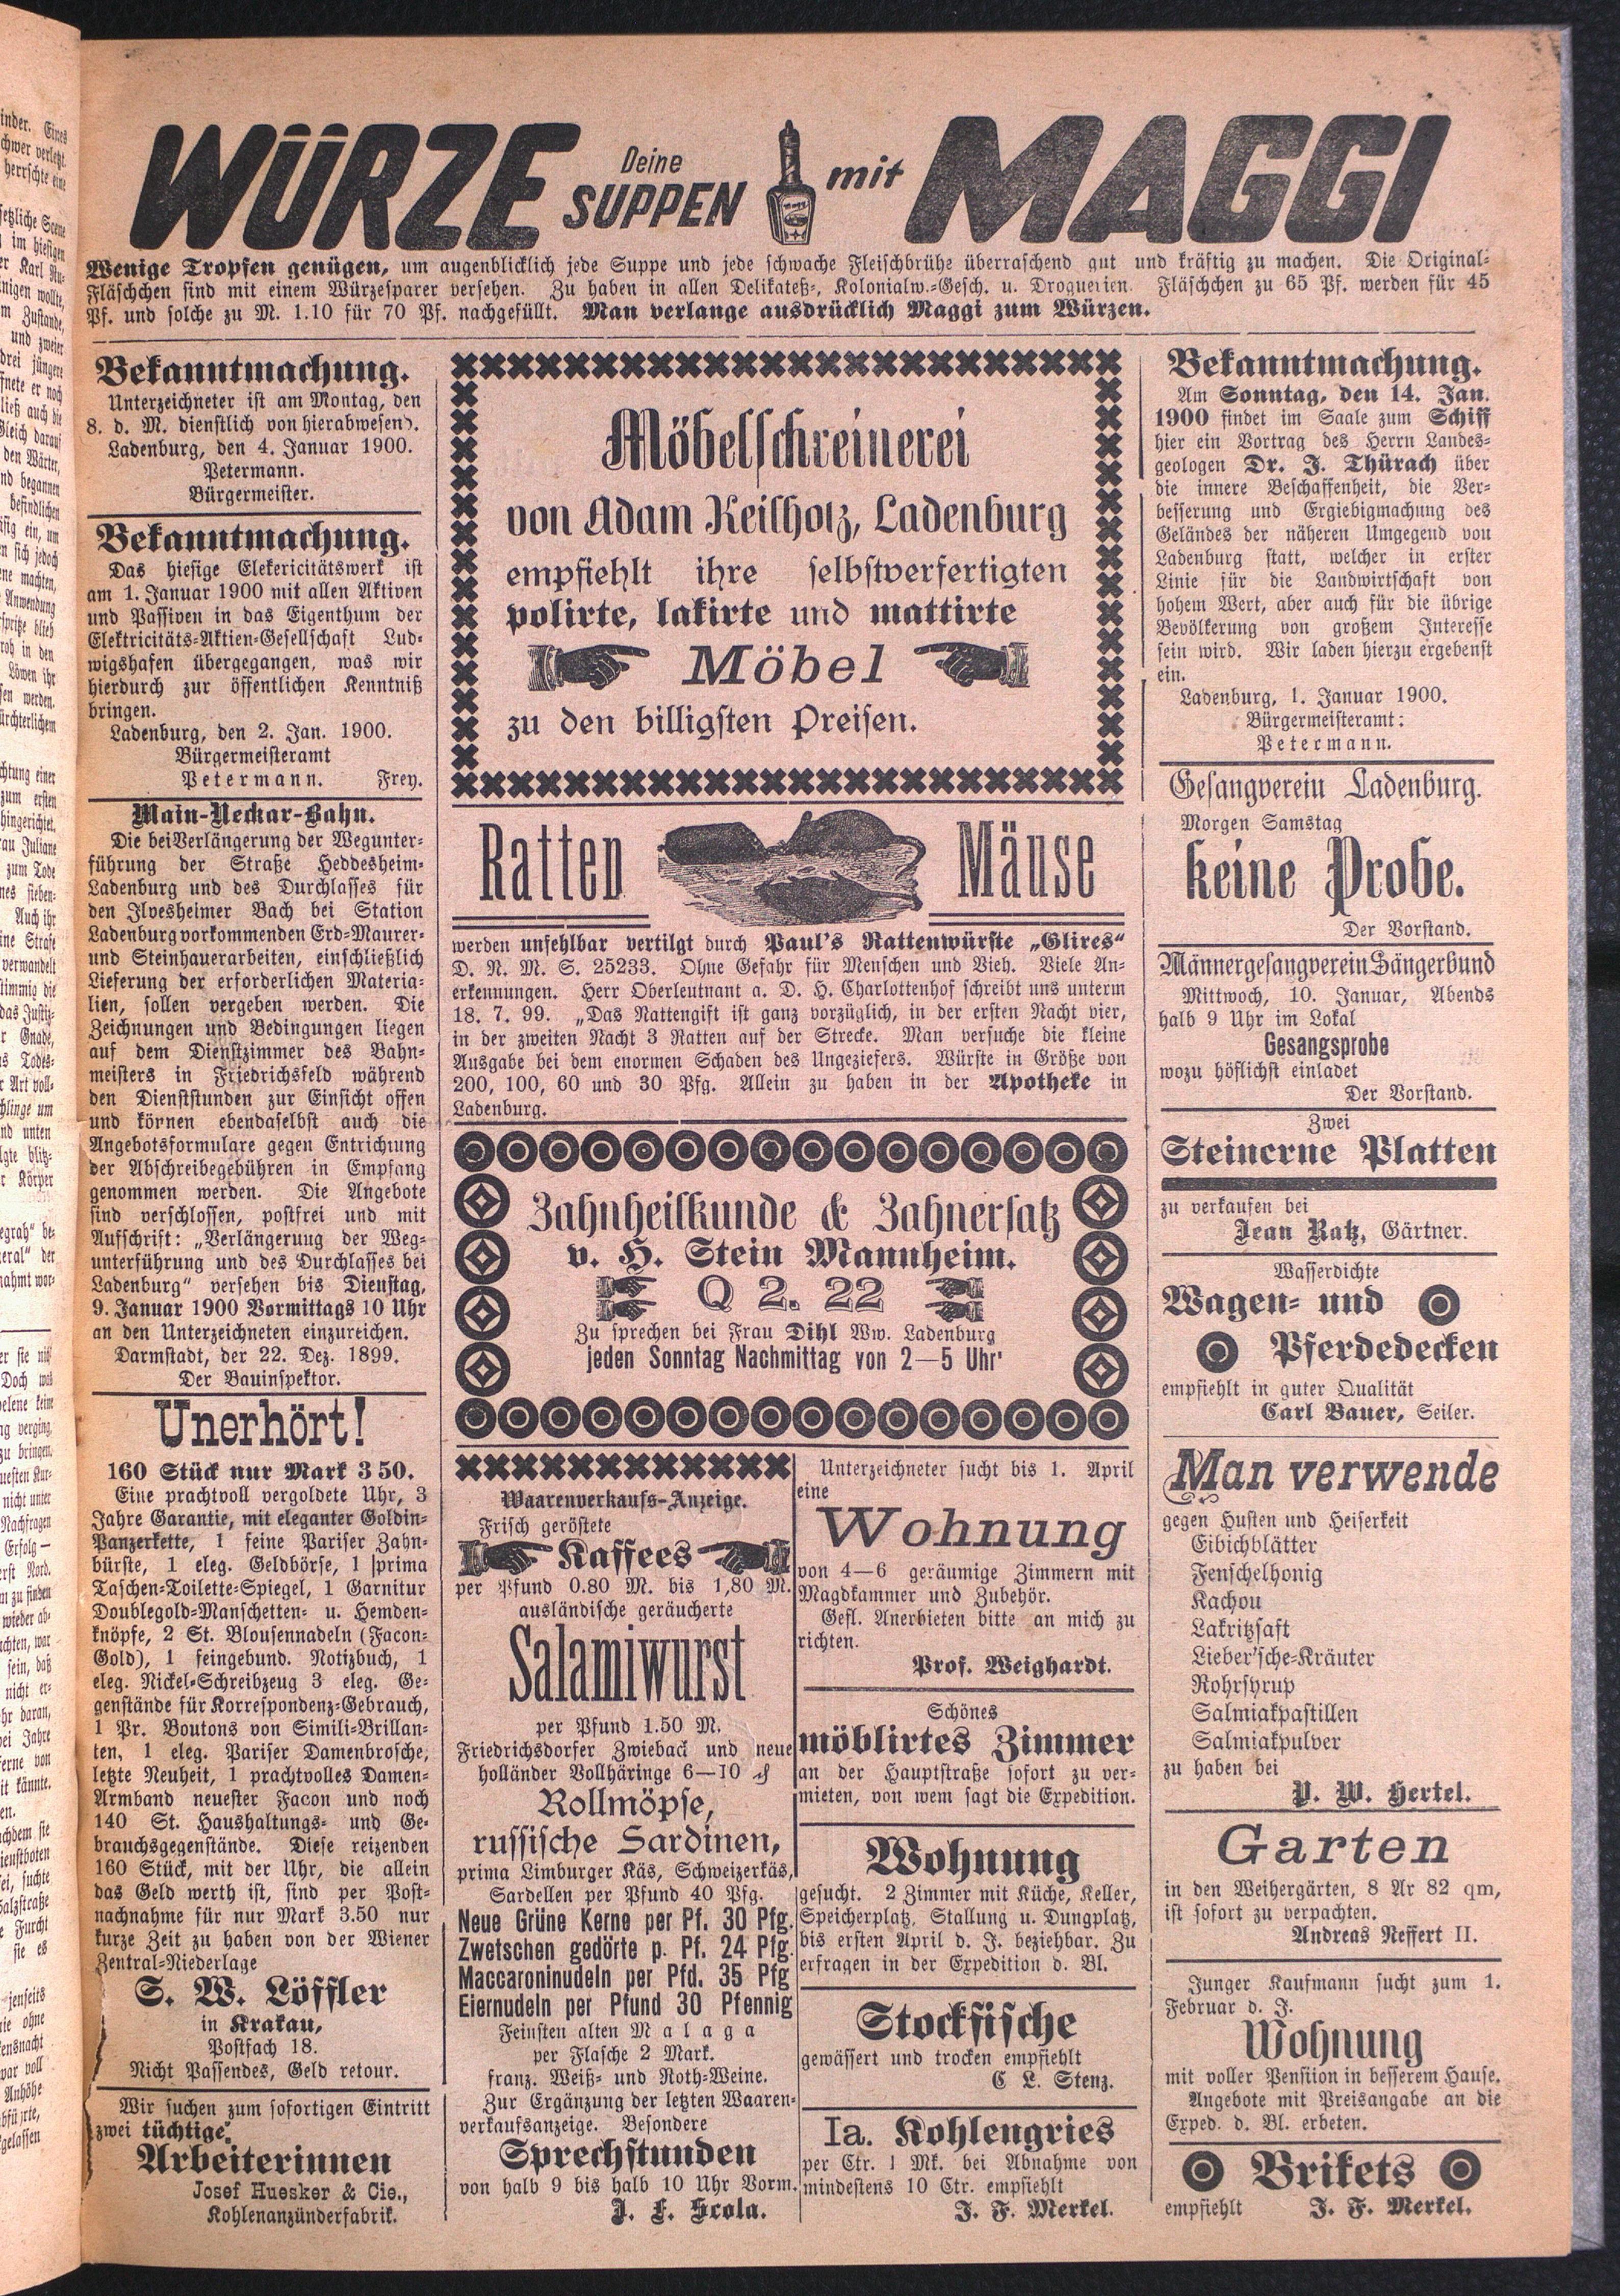 WÜRZE Deine SUPPEN mit MAGGI
Wenige Tropfen genügen, um augenblicklich jede Suppe und jede schwache Fleischbrühe überraschend gut und kräftig zu machen. Die Original-
Fläschchen sind mit einem Würzesparer versehen. Zu haben in allen Delikateß-, Kolonialw.-Gesch. u. Droguerien. Fläschchen zu 65 Pf. werden für 45
Pf. und solche zu M. 1.10 für 70 Pf. nachgefüllt. Man verlange ausdrücklich Maggi zum Würzen.
Bekanntmachung.
Unterzeichneter ist am Montag, den
8. d. M. dienstlich von hier abwesend.
Ladenburg, den 4. Januar 1900.
Petermann.
Bürgermeister.
Bekanntmachung.
Das hiesige Elekericitätswerk ist
am 1. Januar 1900 mit allen Aktiven
und Passiven in das Eigenthum der
Elektricitäts-Aktien-Gesellschaft Lud-
wigshafen übergegangen, was wir
hierdurch zur öffentlichen Kenntniß
bringen.
Ladenburg, den 2. Jan. 1900.
Bürgermeisteramt
Petermann. Frey.
Main-Neckar-Bahn.
Die bei Verlängerung der Wegunter-
führung der Straße Heddesheim-
Ladenburg und des Durchlasses für
den Ilvesheimer Bach bei Station
Ladenburg vorkommenden Erd-Maurer-
und Steinhauerarbeiten, einschließlich
Lieferung der erforderlichen Materia-
lien, sollen vergeben werden. Die
Zeichnungen und Bedingungen liegen
auf dem Dienstzimmer des Bahn-
meisters in Friedrichsfeld während
den Dienststunden zur Einsicht offen
und können ebendaselbst auch die
Angebotsformulare gegen Entrichung
der Abschreibegebühren in Empfang
genommen werden. Die Angebote
sind verschlossen, postfrei und mit
Aufschrift: „Verlängerung der Weg-
unterführung und des Durchlasses bei
Ladenburg“ versehen bis Dienstag,
9. Januar 1900 Vormittags 10 Uhr
an den Unterzeichneten einzureichen.
Darmstadt, der 22. Dez. 1899.
Der Bauinspektor.
Unerhört!
160 Stück nur Mark 3 50.
Eine prachtvoll vergoldete Uhr, 3
Jahre Garantie, mit eleganter Goldin-
Panzerkette, 1 feine Pariser Zahn-
bürste, 1 eleg. Geldbörse, 1 prima
Taschen-Toilette-Spiegel, 1 Garnitur
Doublegold-Manschetten- u. Hemden-
knöpfe, 2 St. Blousennadeln (Facon-
Gold), 1 feingebund. Notizbuch, 1
eleg. Nickel-Schreibzeug 3 eleg. Ge-
genstände für Korrespondenz-Gebrauch,
1 Pr. Boutons von Simili-Brillan-
ten, 1 eleg. Pariser Damenbrosche,
letzte Neuheit, 1 prachtvolles Damen-
Armband neuester Facon und noch
140 St. Haushaltungs- und Ge-
brauchsgegenstände. Diese reizenden
160 Stück, mit der Uhr, die allein
das Geld werth ist, sind per Post-
nachnahme für nur Mark 3.50 nur
kurze Zeit zu haben von der Wiener
Zentral-Niederlage
S. W. Löffler
in Krakau,
Postfach 18.
Nicht Passendes, Geld retour.
Wir suchen zum sofortigen Eintritt
zwei tüchtige
Arbeiterinnen
Josef Huesker & Cie.,
Kohlenanzünderfabrik.
Möbelschreinerei
von Adam Keilholz, Ladenburg
empfiehlt ihre selbstverfertigten
polirte, lakirte und mattirte
Möbel
zu den billigsten Preisen.
Ratten Mäuse
werden unfehlbar vertilgt durch Paul's Rattenwürste „Glires“
D. R. M. S. 25233. Ohne Gefahr für Menschen und Vieh. Viele An-
erkennungen. Herr Oberleutnant a. D. H. Charlottenhof schreibt uns unterm
18. 7. 99. „Das Rattengift ist ganz vorzüglich, in der ersten Nacht vier,
in der zweiten Nacht 3 Ratten auf der Strecke. Man versuche die kleine
Ausgabe bei dem enormen Schaden des Ungeziefers. Würste in Größe von
200, 100, 60 und 30 Pfg. Allein zu haben in der Apotheke in
Ladenburg.
Zahnheilkunde & Zahnersatz
v. H. Stein Mannheim.
Q 2. 22
Zu sprechen bei Frau Dihl Ww. Ladenburg
jeden Sonntag Nachmittag von 2—5 Uhr
Waarenverkaufs-Anzeige.
Frisch geröstete
Kaffees
per Pfund 0.80 M. bis 1,80 M.
ausländische geräucherte
Salamiwurst
per Pfund 1.50 M.
Friedrichsdorfer Zwieback und neue
holländer Vollhäringe 6—10 ₰
Rollmöpse,
russische Sardinen,
prima Limburger Käs, Schweizerkäs,
Sardellen per Pfund 40 Pfg.
Neue Grüne Kerne per Pf. 30 Pfg.
Zwetschen gedörte p. Pf. 24 Pfg.
Maccaroninudeln per Pfd. 35 Pfg
Eiernudeln per Pfund 30 Pfennig
Feinsten alten Malaga
per Flasche 2 Mark.
franz. Weiß- und Roth-Weine.
Zur Ergänzung der letzten Waaren-
verkaufsanzeige. Besondere
Sprechstunden
von halb 9 bis halb 10 Uhr Vorm.
J. F. Scola.
Unterzeichneter sucht bis 1. April
eine
Wohnung
von 4—6 geräumige Zimmern mit
Magdkammer und Zubehör.
Gefl. Anerbieten bitte an mich zu
richten.
Prof. Weighardt.
Schönes
möblirtes Zimmer
an der Hauptstraße sofort zu ver-
mieten, von wem sagt die Expedition.
Wohnung
gesucht. 2 Zimmer mit Küche, Keller,
Speicherplatz, Stallung u. Dungplatz,
bis ersten April d. J. beziehbar. Zu
erfragen in der Expedition d. Bl.
Stockfische
gewässert und trocken empfiehlt
C L. Stenz.
Ia. Kohlengries
per Ctr. 1 Mk. bei Abnahme von
mindestens 10 Ctr. empfiehlt
J. F. Merkel.
Bekanntmachung.
Am Sonntag, den 14. Jan.
1900 findet im Saale zum Schiff
hier ein Vortrag des Herrn Landes-
geologen Dr. J. Thürach über
die innere Beschaffenheit, die Ver-
besserung und Ergiebigmachung des
Geländes der näheren Umgegend von
Ladenburg statt, welcher in erster
Linie für die Landwirtschaft von
hohem Wert, aber auch für die übrige
Bevölkerung von großem Interesse
sein wird. Wir laden hierzu ergebenst
ein.
Ladenburg, 1. Januar 1900.
Bürgermeisteramt:
Petermann.
Gesangverein Ladenburg.
Morgen Samstag
keine Probe.
Der Vorstand.
Männergesangverein Sängerbund
Mittwoch, 10. Januar, Abends
halb 9 Uhr im Lokal
Gesangsprobe
wozu höflichst einladet
Der Vorstand.
Zwei
Steinerne Platten
zu verkaufen bei
Jean Ratz, Gärtner.
Wasserdichte
Wagen- und
Pferdedecken
empfiehlt in guter Qualität
Carl Bauer, Seiler.
Man verwende
gegen Husten und Heiserkeit
Eibichblätter
Fenschelhonig
Kachou
Lakritzsaft
Lieber'sche-Kräuter
Rohrsyrup
Salmiakpastillen
Salmiakpulver
zu haben bei
P. W. Hertel.
Garten
in den Weihergärten, 8 Ar 82 qm,
ist sofort zu verpachten.
Andreas Neffert II.
Junger Kaufmann sucht zum 1.
Februar d. J.
Wohnung
mit voller Pensiion in besserem Hause.
Angebote mit Preisangabe an die
Exped. d. Bl. erbeten.
Brikets
empfiehlt J. F. Merkel.